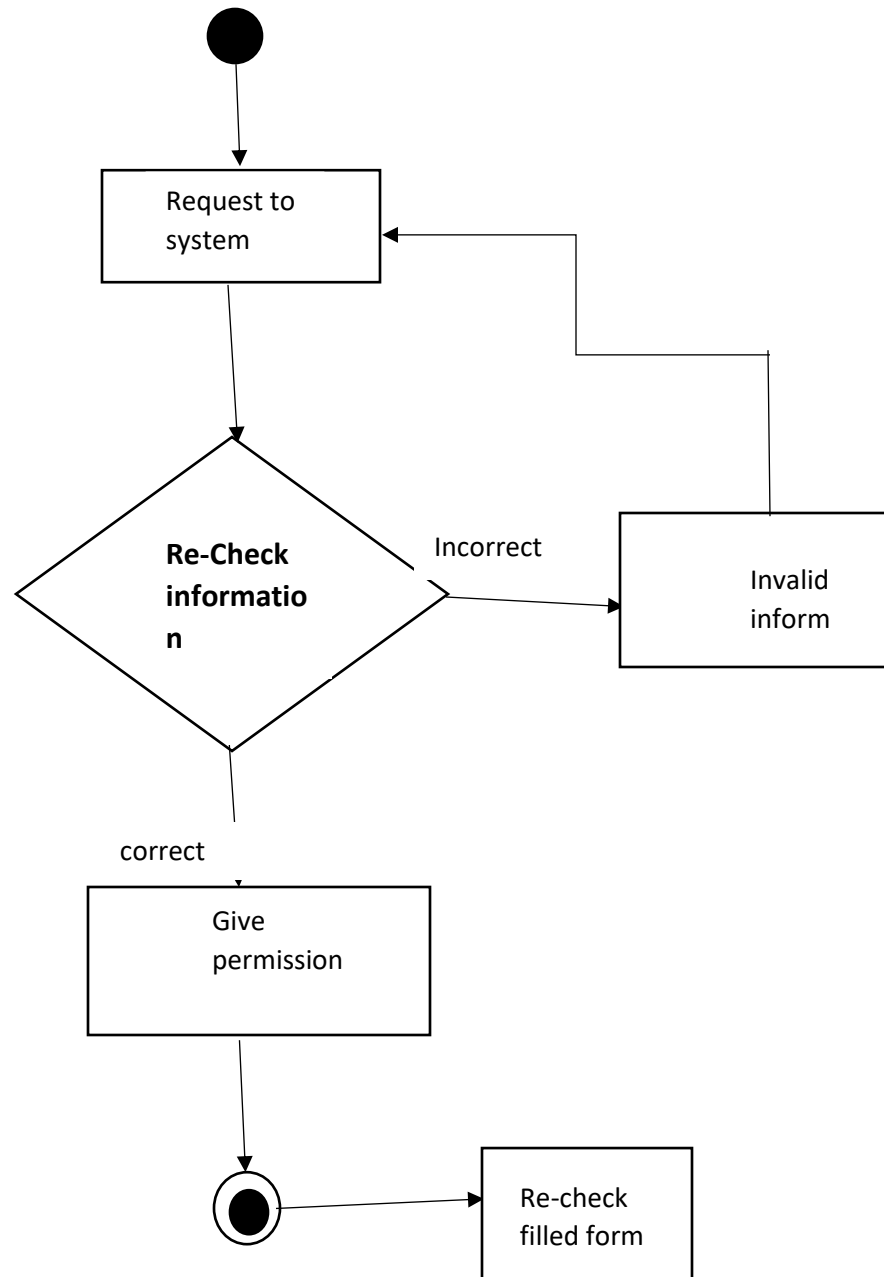 Request to
system
Re-Check
informatio
n
Incorrect
Invalid
inform
correct
Give
permission
Re-check
filled form